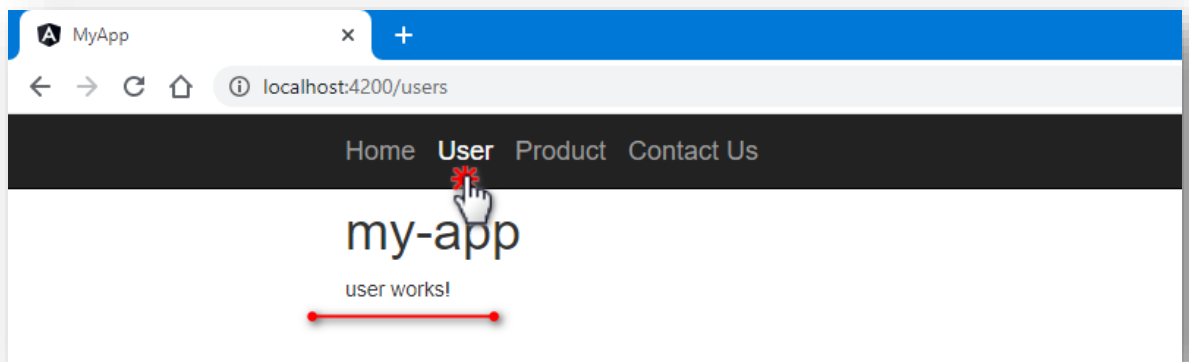 MyApp
localhost:4200/users
Home User Product Contact Us
my-app
user works!